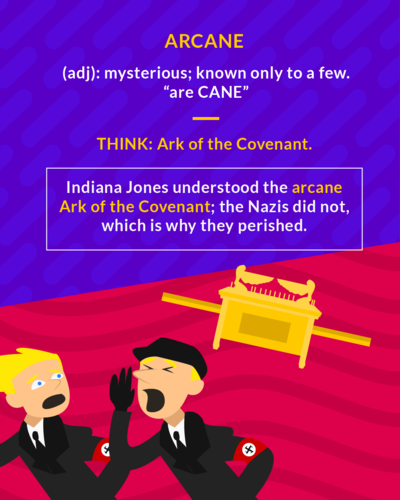 ARCANE
(adj): mysterious; known only to a few.
“are CANE”
THINK: Ark of the Covenant.
Indiana Jones understood the arcane
Ark of the Covenant; the Nazis did not,
which is why they perished.